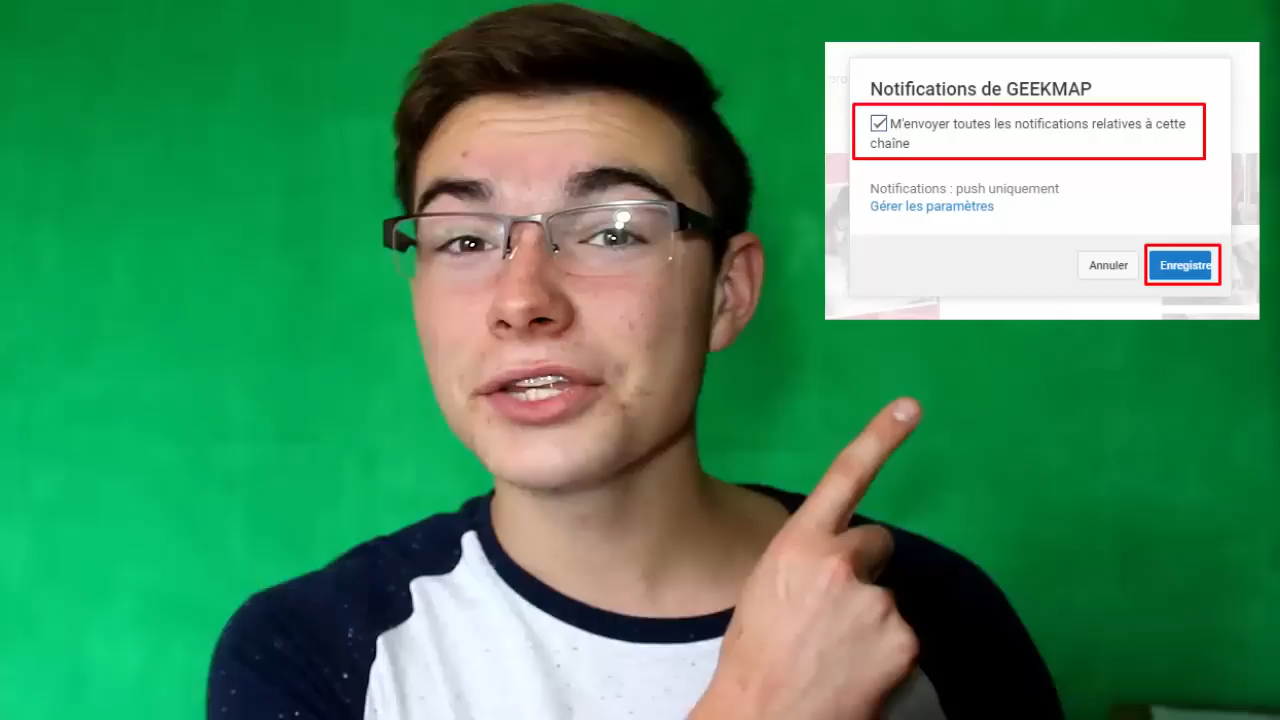 Notifications de GEEKMAP
M'envoyer toutes les notifications relatives à cette
chaîne
Notifications : push uniquement
Gérer les paramètres
Annuler
Enregistre